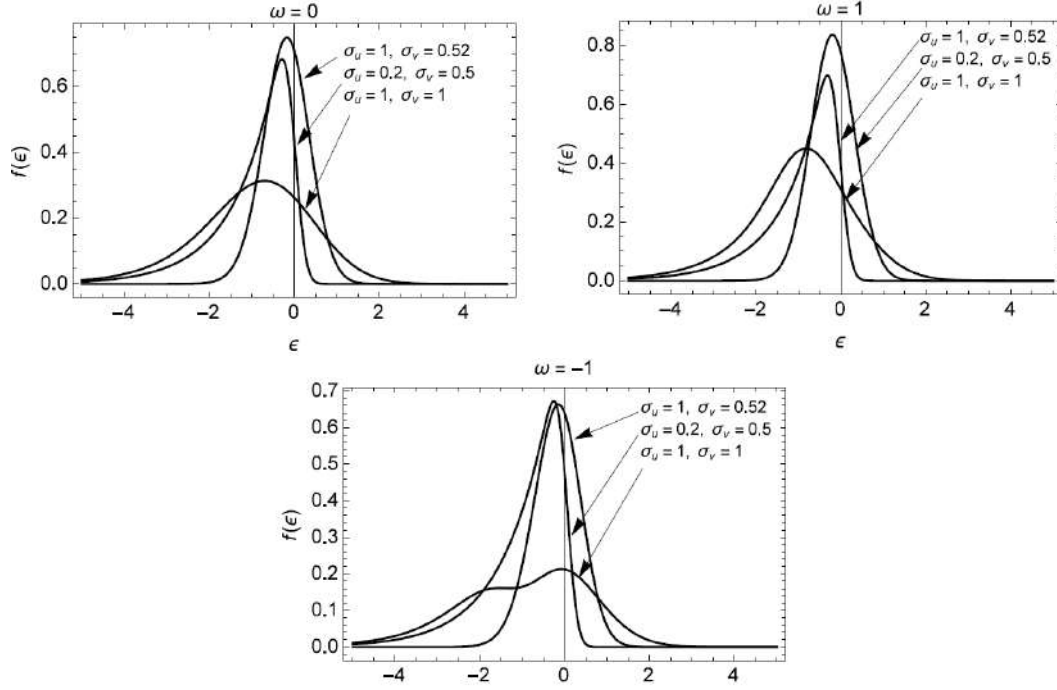 ω = 0
σu = 1, σv = 0.52
σu = 0.2, σv = 0.5
σu = 1, σv = 1
f(ϵ)
0.6
0.4
0.2
0.0
−4 −2 0 2 4
ϵ
ω = 1
σu = 1, σv = 0.52
σu = 0.2, σv = 0.5
σu = 1, σv = 1
f(ϵ)
0.8
0.6
0.4
0.2
0.0
−4 −2 0 2 4
ϵ
ω = −1
σu = 1, σv = 0.52
σu = 0.2, σv = 0.5
σu = 1, σv = 1
f(ϵ)
0.7
0.6
0.5
0.4
0.3
0.2
0.1
0.0
−4 −2 0 2 4